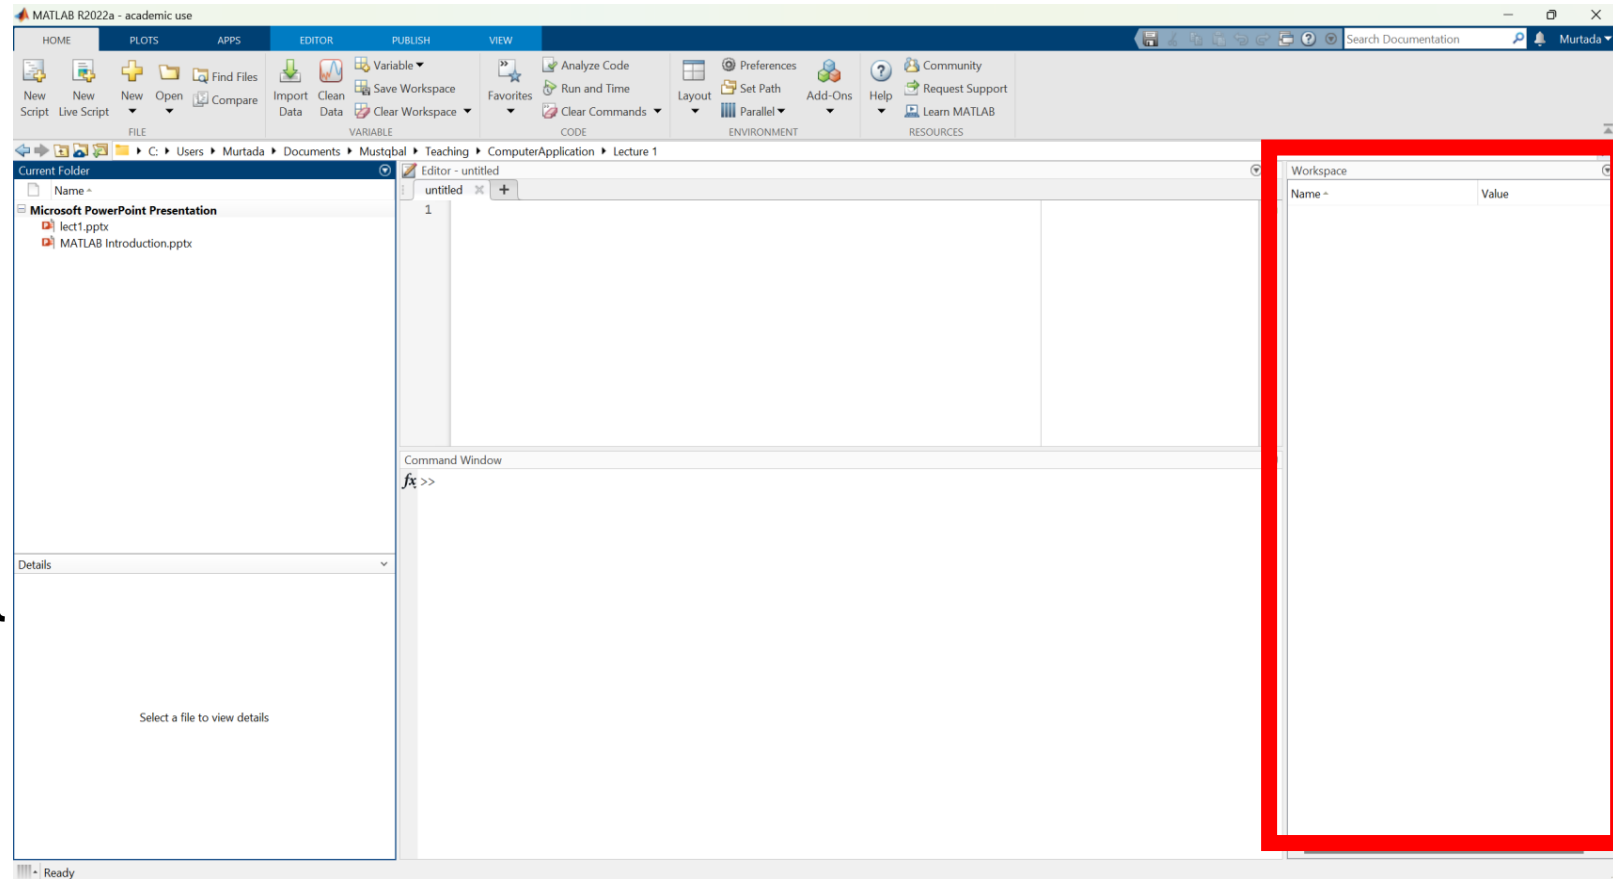 MATLAB R2022a - academic use
HOME PLOTS APPS EDITOR PUBLISH VIEW Search Documentation Murtada
New Script
New Live Script
New
Open
Find Files
Compare
FILE
Import Data
Clean Data
Variable
Save Workspace
Clear Workspace
VARIABLE
Favorites
Analyze Code
Run and Time
Clear Commands
CODE
Layout
Preferences
Set Path
Parallel
Add-Ons
ENVIRONMENT
Help
Community
Request Support
Learn MATLAB
RESOURCES
C: Users Murtada Documents Mustqbal Teaching ComputerApplication Lecture 1
Current Folder
Name
Microsoft PowerPoint Presentation
lect1.pptx
MATLAB Introduction.pptx
Details
Select a file to view details
Editor - untitled
untitled
1
Command Window
fx >>
Workspace
Name Value
Ready